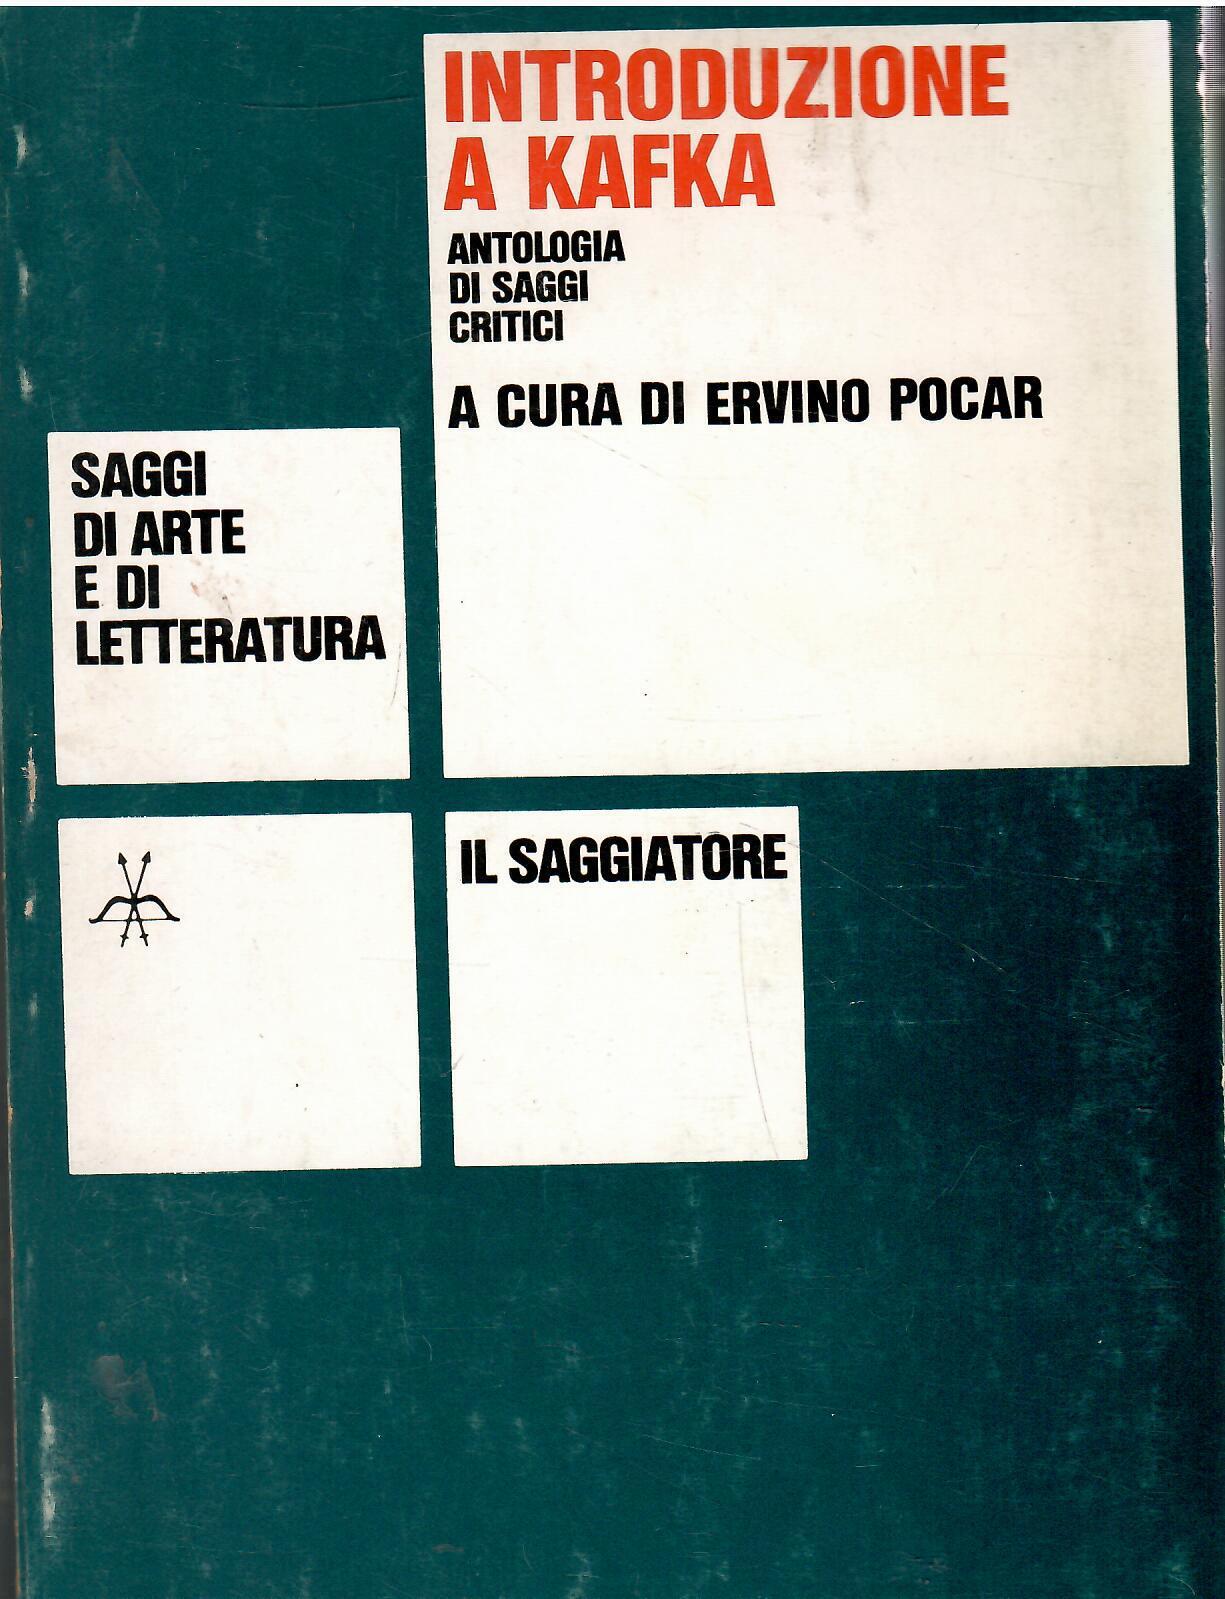 INTRODUZIONE
A KAFKA
ANTOLOGIA
DI SAGGI
CRITICI
A CURA DI ERVINO POCAR
SAGGI
DI ARTE
E DI
LETTERATURA
IL SAGGIATORE